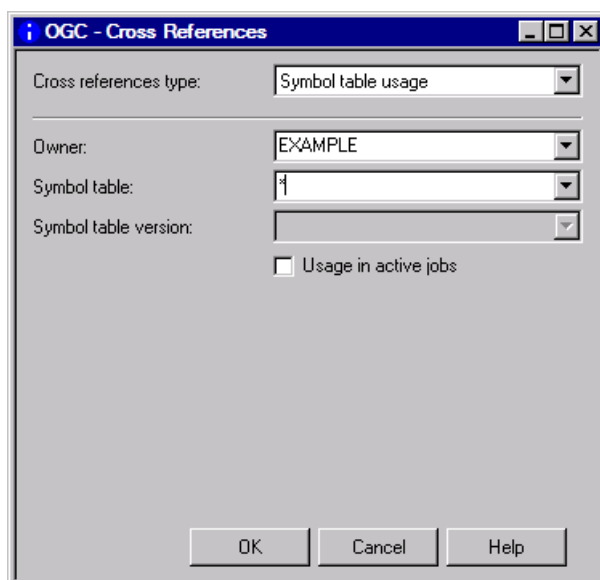 OGC - Cross References
Cross references type: Symbol table usage
Owner: EXAMPLE
Symbol table: *
Symbol table version:
Usage in active jobs
OK Cancel Help